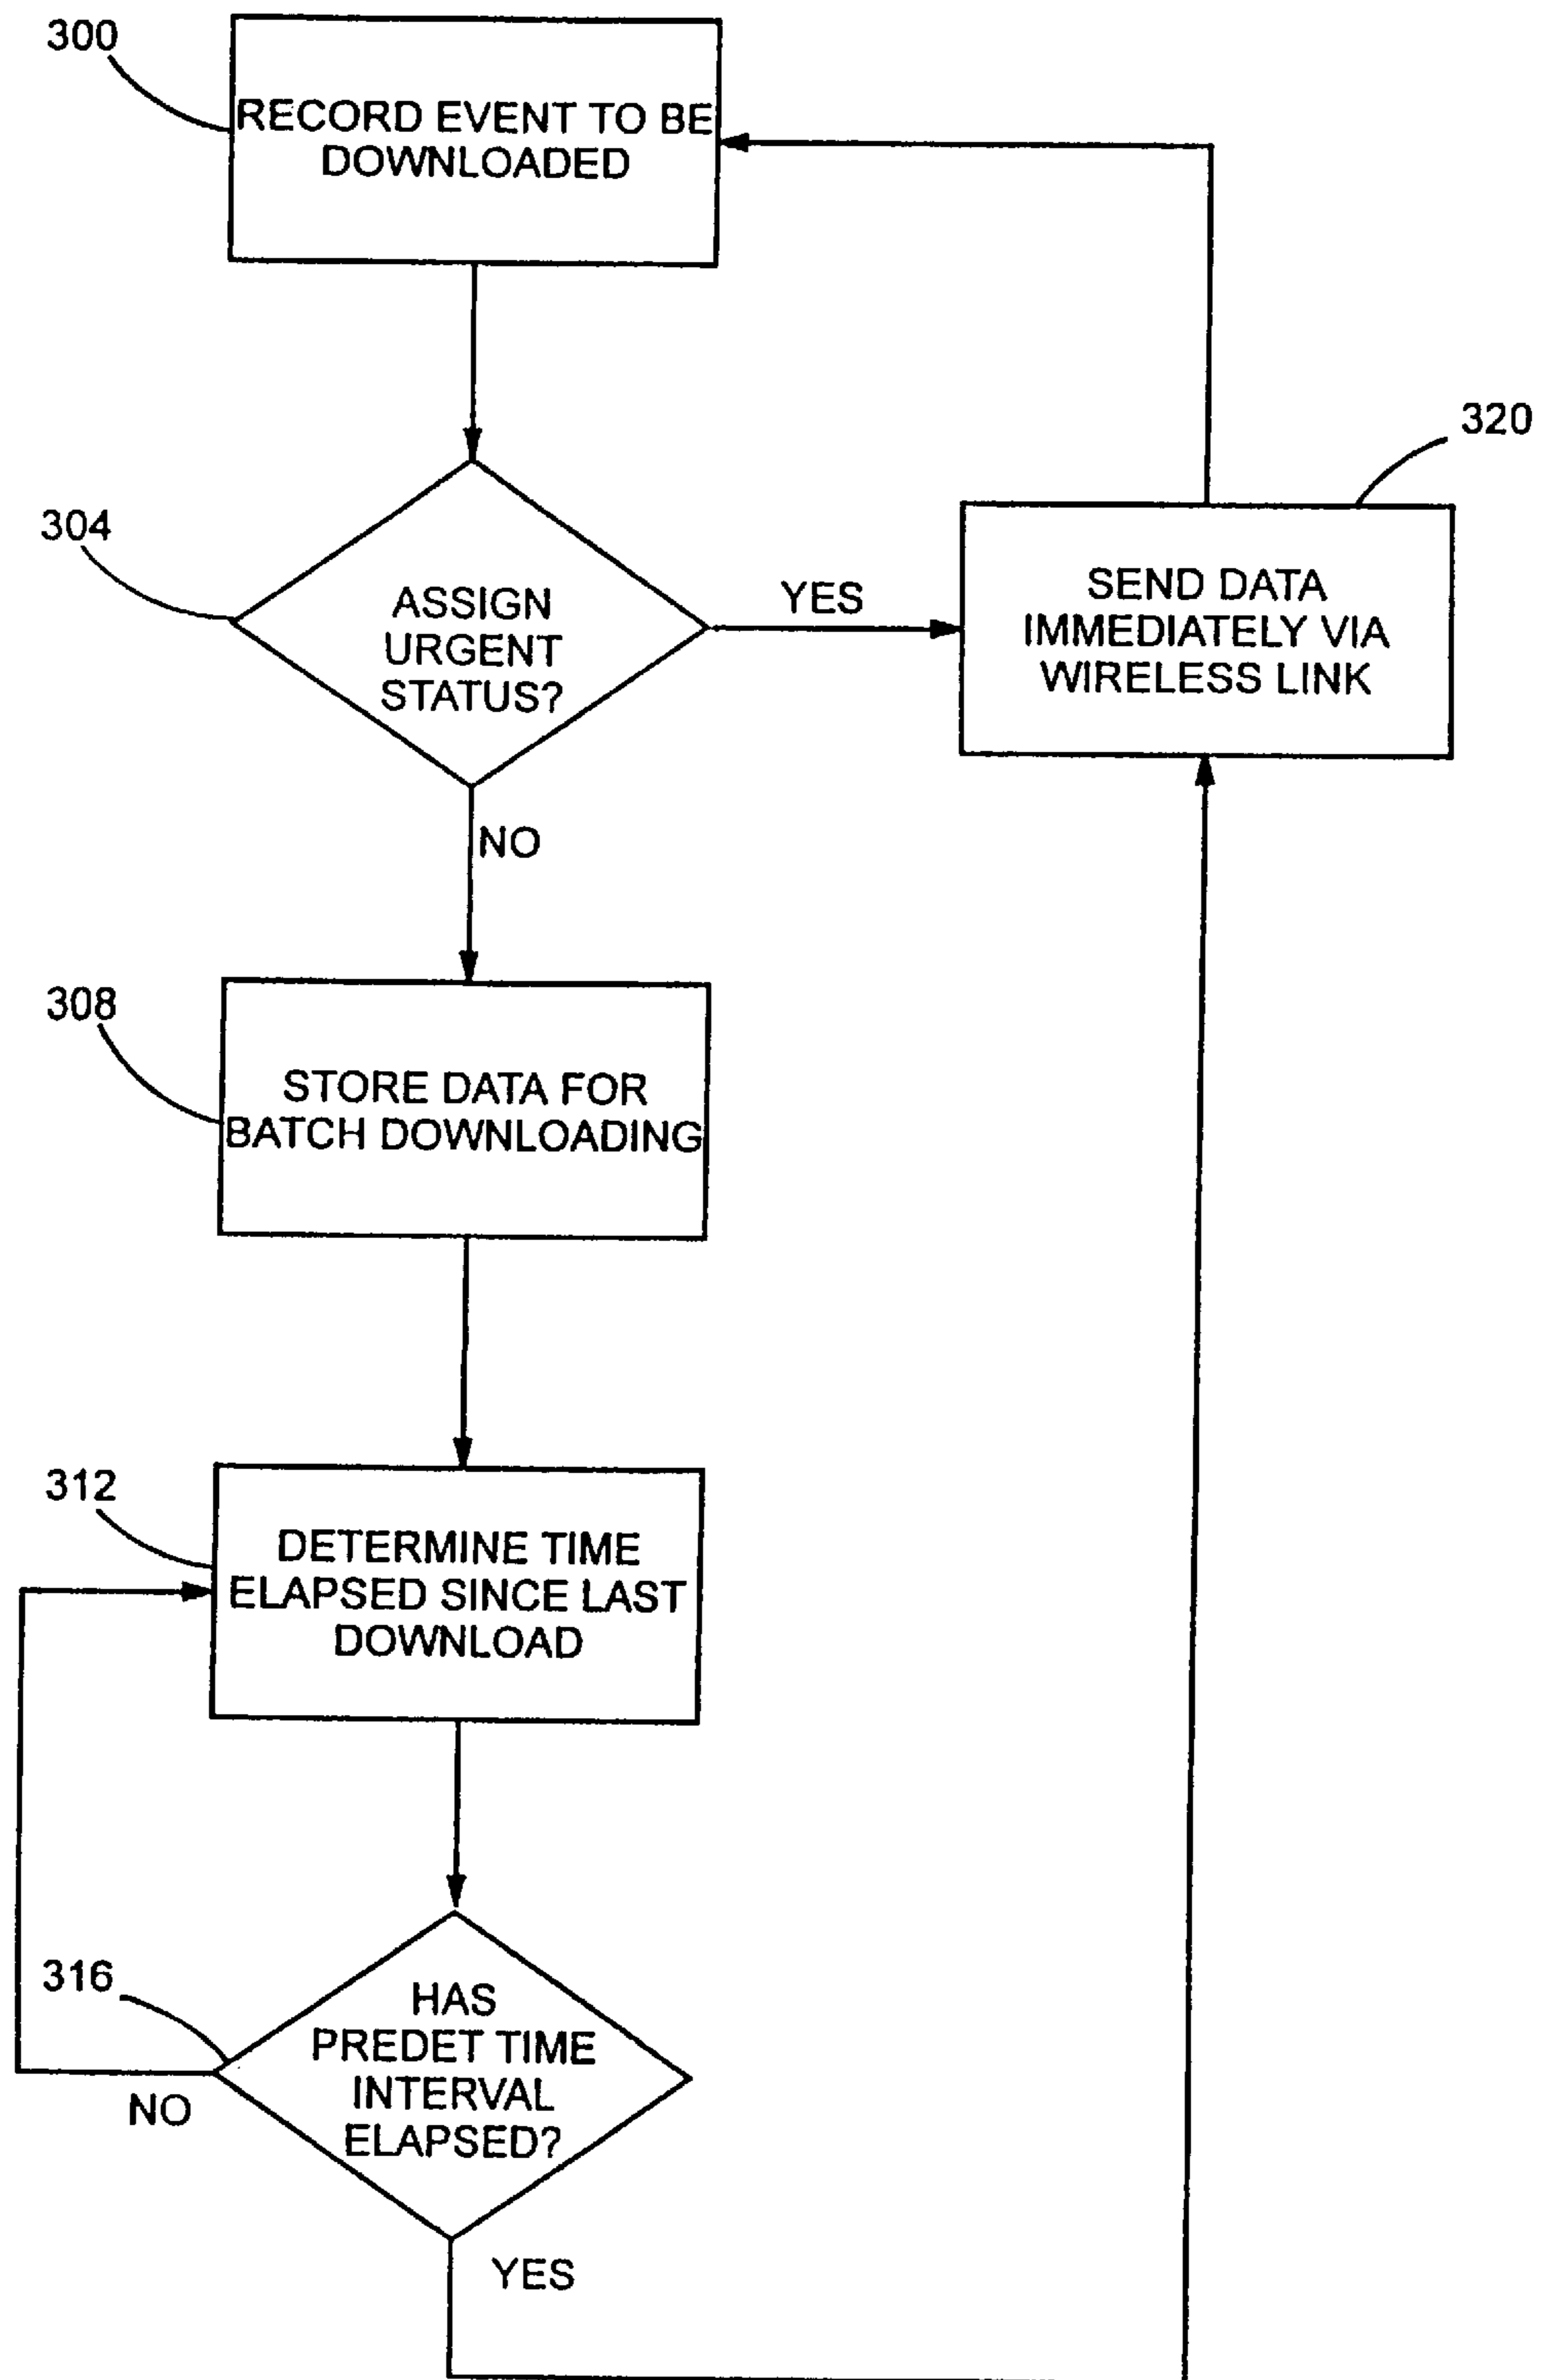 300
RECORD EVENT TO BE
DOWNLOADED
320
304
ASSIGN
URGENT
STATUS?
YES
SEND DATA
IMMEDIATELY VIA
WIRELESS LINK
NO
308
STORE DATA FOR
BATCH DOWNLOADING
312
DETERMINE TIME
ELAPSED SINCE LAST
DOWNLOAD
316
HAS
PREDET TIME
INTERVAL
ELAPSED?
NO
YES